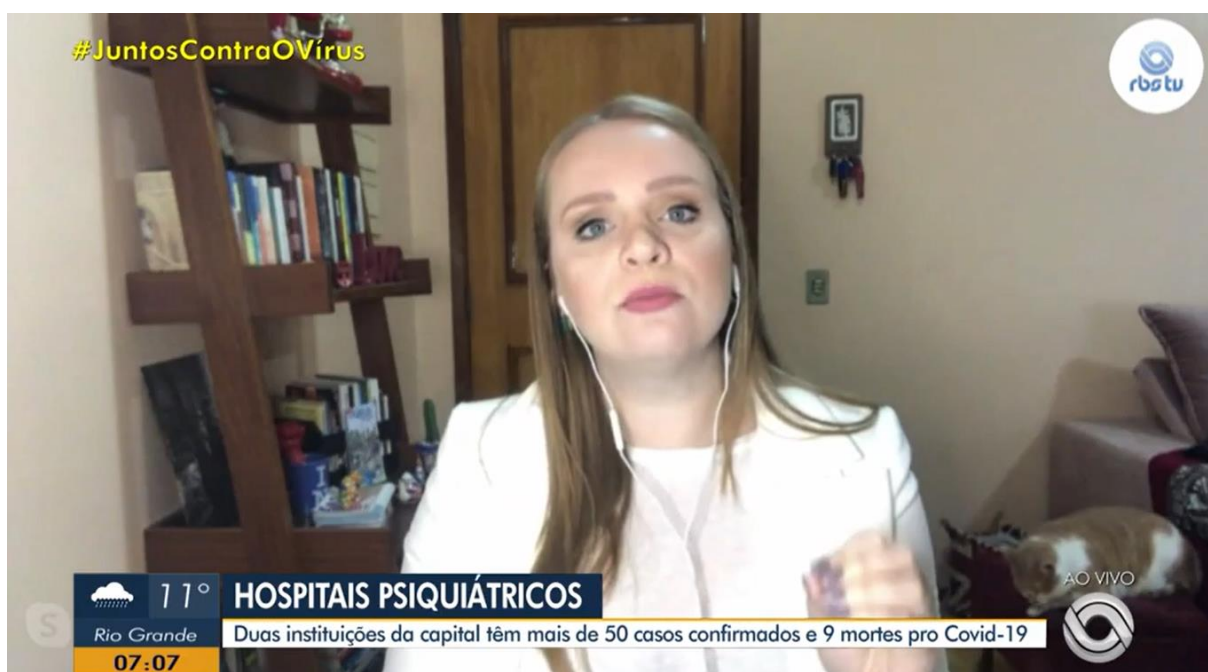 #JuntosContraOVírus
rbs tv
AO VIVO
11°
HOSPITAIS PSIQUIÁTRICOS
Rio Grande
Duas instituições da capital têm mais de 50 casos confirmados e 9 mortes pro Covid-19
S
07:07